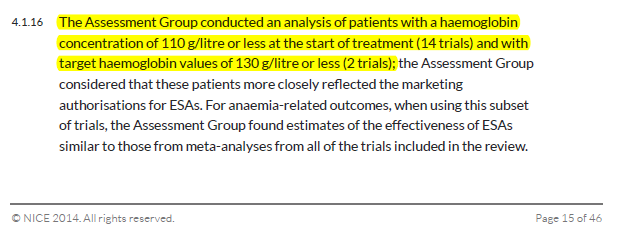 4.1.16 The Assessment Group conducted an analysis of patients with a haemoglobin
concentration of 110 g/litre or less at the start of treatment (14 trials) and with
target haemoglobin values of 130 g/litre or less (2 trials); the Assessment Group
considered that these patients more closely reflected the marketing
authorisations for ESAs. For anaemia-related outcomes, when using this subset
of trials, the Assessment Group found estimates of the effectiveness of ESAs
similar to those from meta-analyses from all of the trials included in the review.
© NICE 2014. All rights reserved. Page 15 of 46